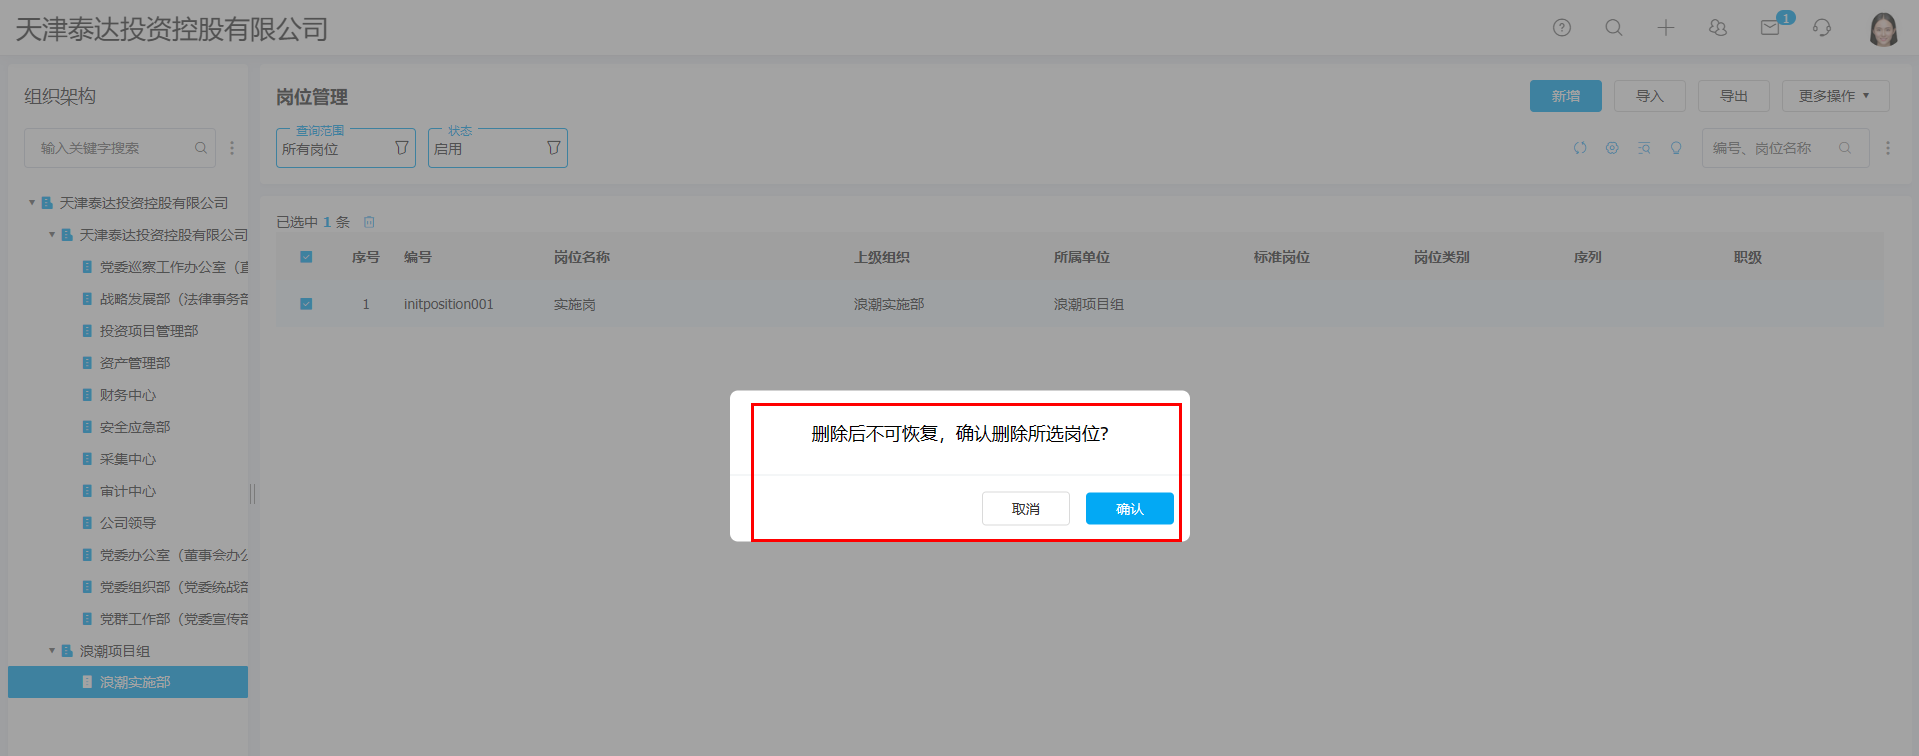 天津泰达投资控股有限公司
1
组织架构
输入关键字搜索
天津泰达投资控股有限公司
天津泰达投资控股有限公司
党委巡察工作办公室（直
战略发展部（法律事务部
投资项目管理部
资产管理部
财务中心
安全应急部
采集中心
审计中心
公司领导
党委办公室（董事会办公
党委组织部（党委统战部
党群工作部（党委宣传部
浪潮项目组
浪潮实施部
岗位管理
新增 导入 导出 更多操作
查询范围 状态
所有岗位 启用
编号、岗位名称
已选中 1 条
序号 编号 岗位名称 上级组织 所属单位 标准岗位 岗位类别 序列 职级
1 initposition001 实施岗 浪潮实施部 浪潮项目组
删除后不可恢复，确认删除所选岗位?
取消 确认